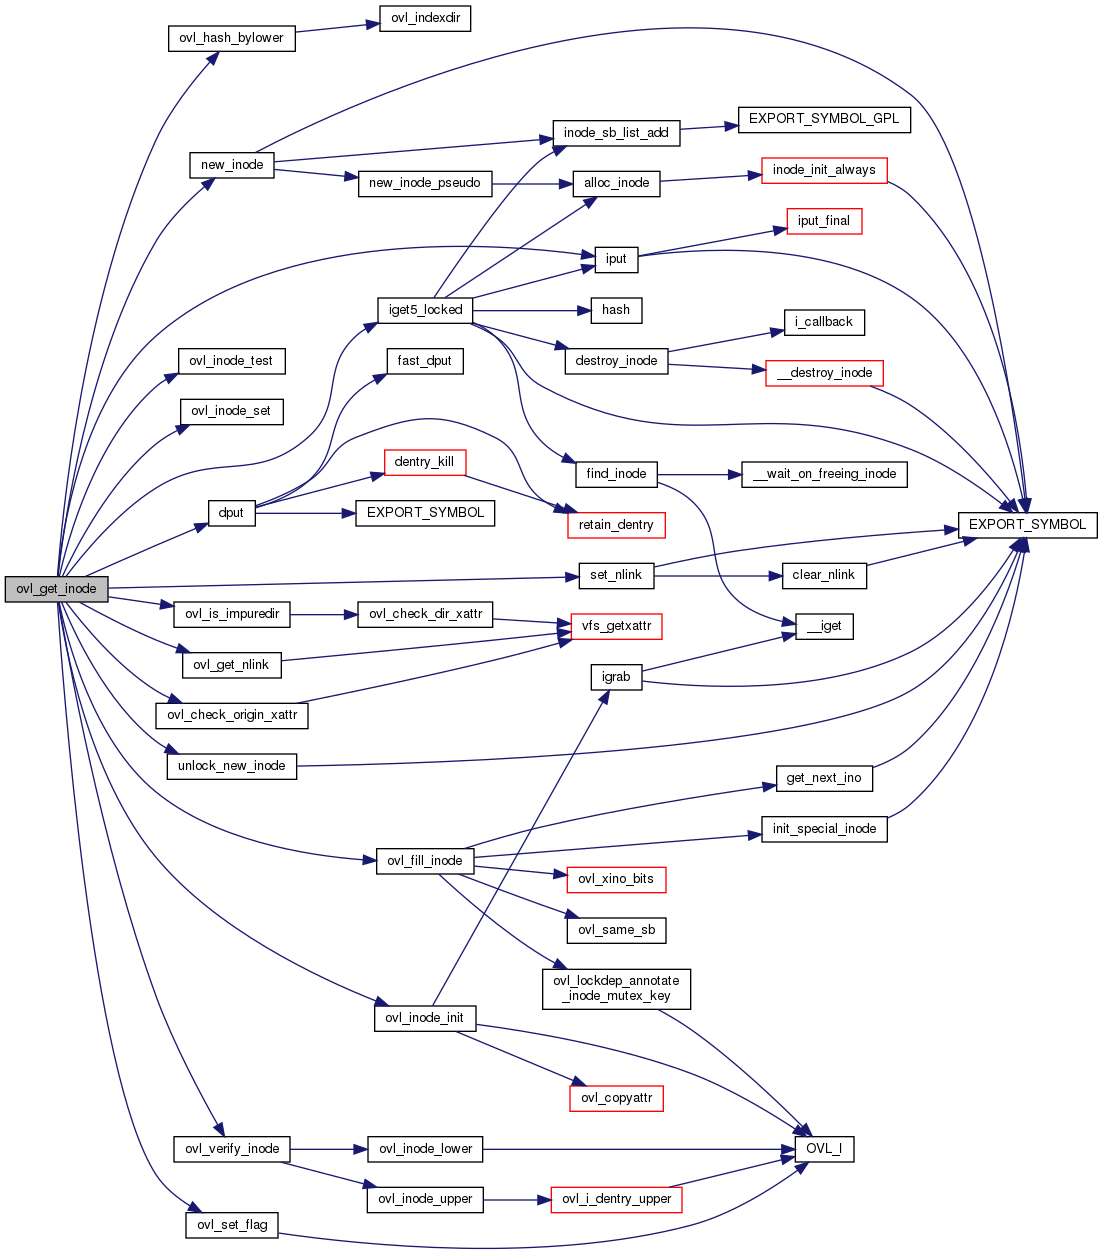 ovl_indexdir
ovl_hash_bylower
EXPORT_SYMBOL_GPL
inode_sb_list_add
new_inode
inode_init_always
new_inode_pseudo
alloc_inode
iput_final
iput
iget5_locked
hash
i_callback
ovl_inode_test
fast_dput
destroy_inode
__destroy_inode
ovl_inode_set
dentry_kill
find_inode
__wait_on_freeing_inode
dput
EXPORT_SYMBOL
retain_dentry
EXPORT_SYMBOL
ovl_get_inode
set_nlink
clear_nlink
ovl_is_impuredir
ovl_check_dir_xattr
vfs_getxattr
__iget
ovl_get_nlink
igrab
ovl_check_origin_xattr
unlock_new_inode
get_next_ino
init_special_inode
ovl_fill_inode
ovl_xino_bits
ovl_same_sb
ovl_lockdep_annotate
_inode_mutex_key
ovl_inode_init
ovl_copyattr
ovl_verify_inode
ovl_inode_lower
OVL_I
ovl_inode_upper
ovl_i_dentry_upper
ovl_set_flag